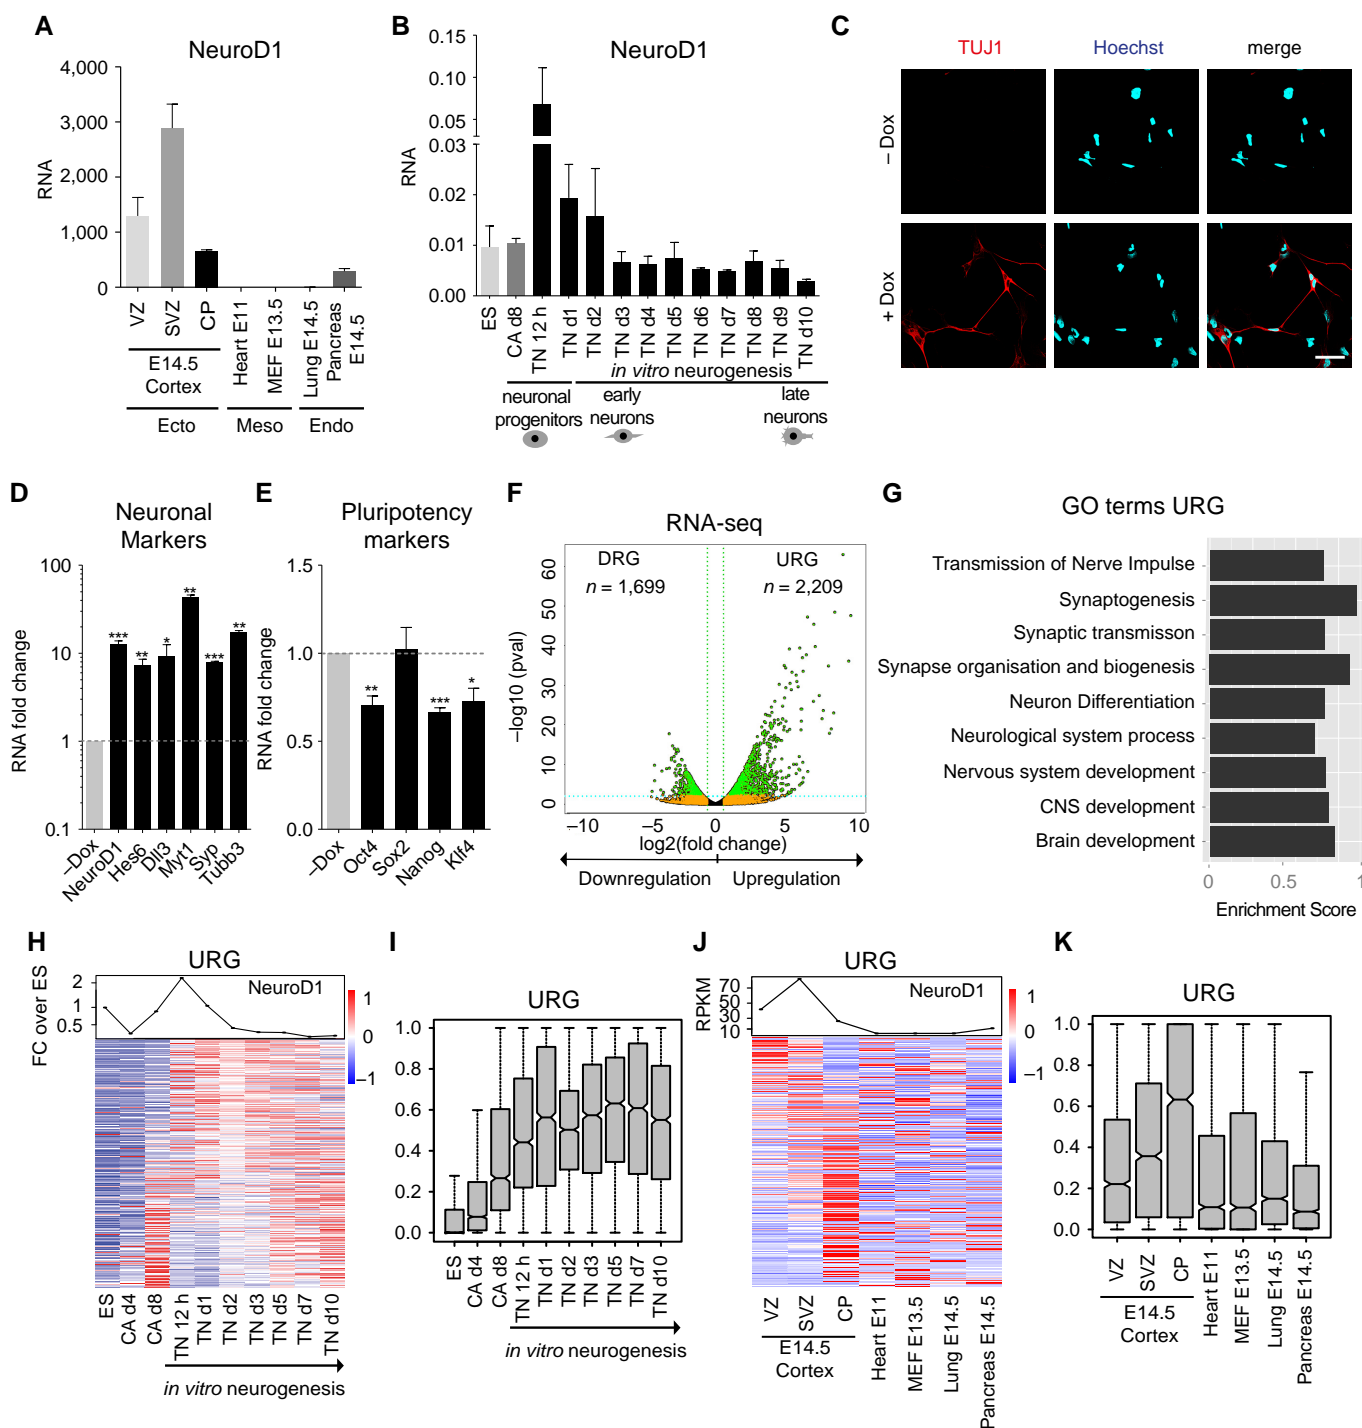 A
NeuroD1
4,000
3,000
2,000
1,000
0
RNA
VZ
SVZ
CP
Heart E11
MEF E13.5
Lung E14.5
Pancreas
E14.5
E14.5
Cortex
Ecto
Meso
Endo
B
NeuroD1
0.15
0.10
0.05
0.03
0.02
0.01
0.00
RNA
ES
CA d8
TN 12 h
TN d1
TN d2
TN d3
TN d4
TN d5
TN d6
TN d7
TN d8
TN d9
TN d10
in vitro neurogenesis
neuronal
progenitors
early
neurons
late
neurons
C
TUJ1
Hoechst
merge
– Dox
+ Dox
D
Neuronal
Markers
100
10
1
0.1
RNA fold change
***
**
*
**
***
**
–Dox
NeuroD1
Hes6
Dll3
Myt1
Syp
Tubb3
E
Pluripotency
markers
1.5
1.0
0.5
0.0
RNA fold change
**
***
*
–Dox
Oct4
Sox2
Nanog
Klf4
F
RNA-seq
DRG
n = 1,699
URG
n = 2,209
60
50
40
30
20
10
0
–log10 (pval)
–10
–5
0
5
10
log2(fold change)
Downregulation
Upregulation
G
GO terms URG
Transmission of Nerve Impulse
Synaptogenesis
Synaptic transmisson
Synapse organisation and biogenesis
Neuron Differentiation
Neurological system process
Nervous system development
CNS development
Brain development
0
0.5
1
Enrichment Score
H
URG
NeuroD1
2
1
0.5
FC over ES
1
0
–1
ES
CA d4
CA d8
TN 12 h
TN d1
TN d2
TN d3
TN d5
TN d7
TN d10
in vitro neurogenesis
I
URG
1.0
0.8
0.6
0.4
0.2
0.0
ES
CA d4
CA d8
TN 12 h
TN d1
TN d2
TN d3
TN d5
TN d7
TN d10
in vitro neurogenesis
J
URG
NeuroD1
70
50
30
10
RPKM
1
0
–1
VZ
SVZ
CP
Heart E11
MEF E13.5
Lung E14.5
Pancreas E14.5
E14.5
Cortex
K
URG
1.0
0.8
0.6
0.4
0.2
0.0
VZ
SVZ
CP
Heart E11
MEF E13.5
Lung E14.5
Pancreas E14.5
E14.5
Cortex